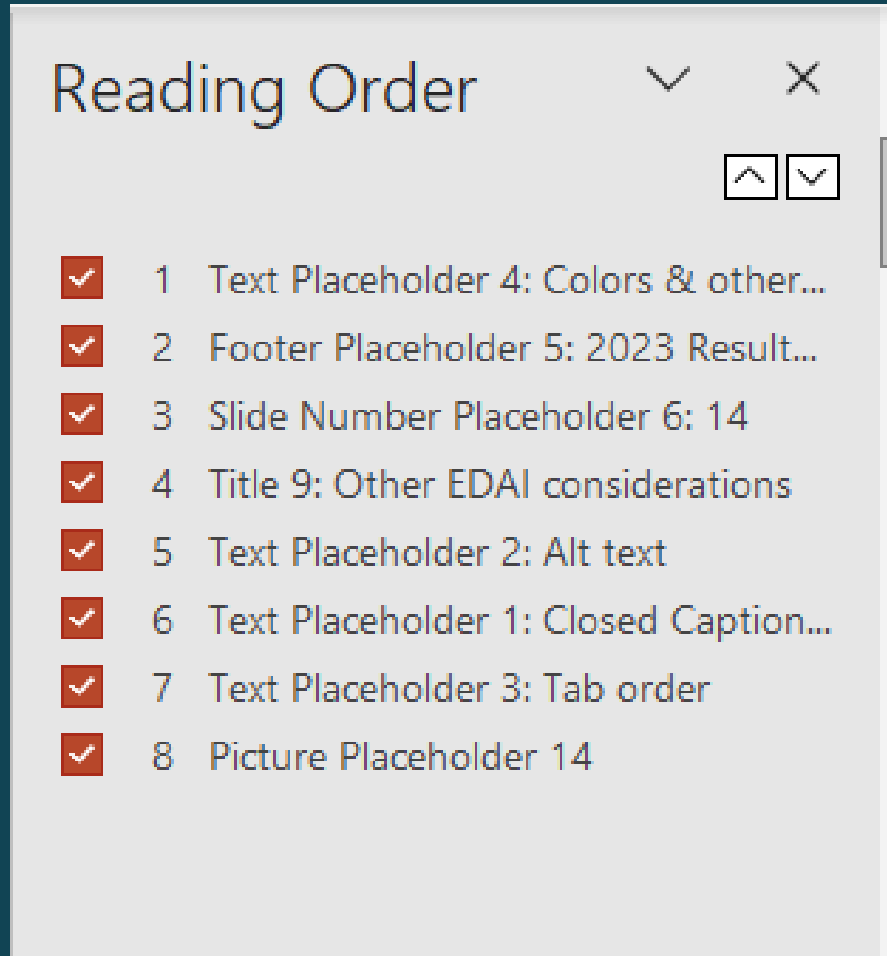 Reading Order
1 Text Placeholder 4: Colors & other...
2 Footer Placeholder 5: 2023 Result...
3 Slide Number Placeholder 6: 14
4 Title 9: Other EDAI considerations
5 Text Placeholder 2: Alt text
6 Text Placeholder 1: Closed Caption...
7 Text Placeholder 3: Tab order
8 Picture Placeholder 14